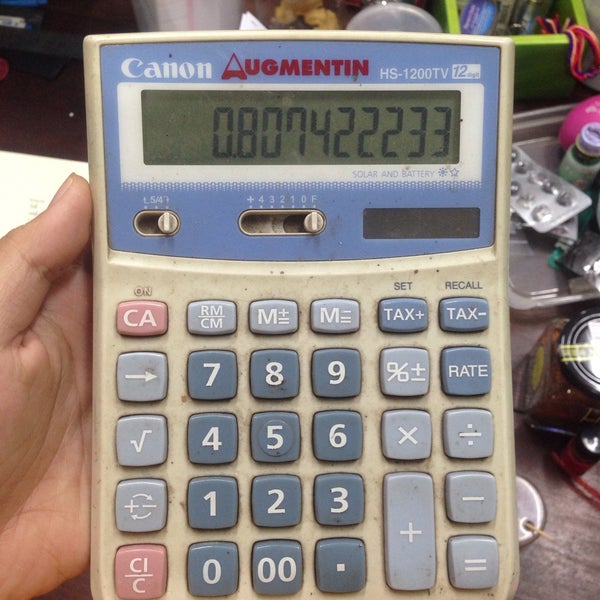 Canon AUGMENTIN HS-1200TV 12 digit
0.807422233
SOLAR AND BATTERY
5/4
+ 4 3 2 1 0 F
ON SET RECALL
CA RM CM M± M= TAX+ TAX-
→ 7 8 9 %± RATE
√ 4 5 6 × ÷
1 2 3 + −
CI/C 0 00 . =